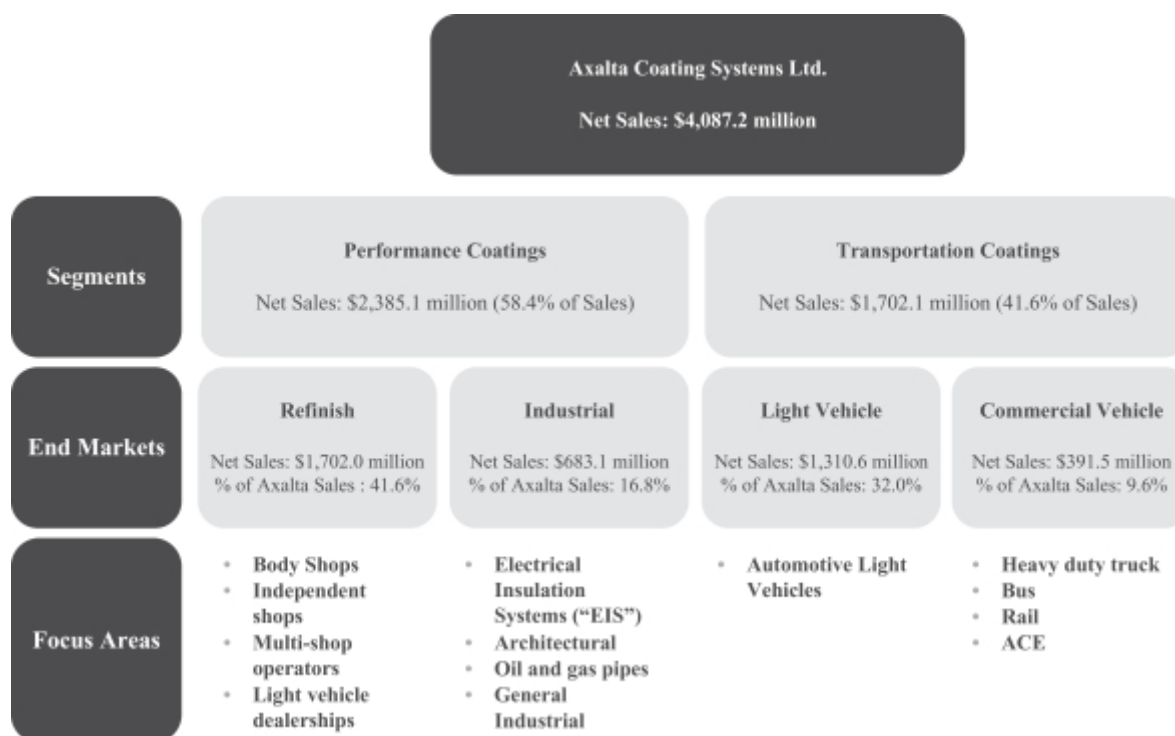 Axalta Coating Systems Ltd.
Net Sales: $4,087.2 million
Segments
Performance Coatings
Net Sales: $2,385.1 million (58.4% of Sales)
Transportation Coatings
Net Sales: $1,702.1 million (41.6% of Sales)
End Markets
Refinish
Net Sales: $1,702.0 million
% of Axalta Sales : 41.6%
Industrial
Net Sales: $683.1 million
% of Axalta Sales: 16.8%
Light Vehicle
Net Sales: $1,310.6 million
% of Axalta Sales: 32.0%
Commercial Vehicle
Net Sales: $391.5 million
% of Axalta Sales: 9.6%
Focus Areas
• Body Shops
• Independent
shops
• Multi-shop
operators
• Light vehicle
dealerships
• Electrical
Insulation
Systems (“EIS”)
• Architectural
• Oil and gas pipes
• General
Industrial
• Automotive Light
Vehicles
• Heavy duty truck
• Bus
• Rail
• ACE